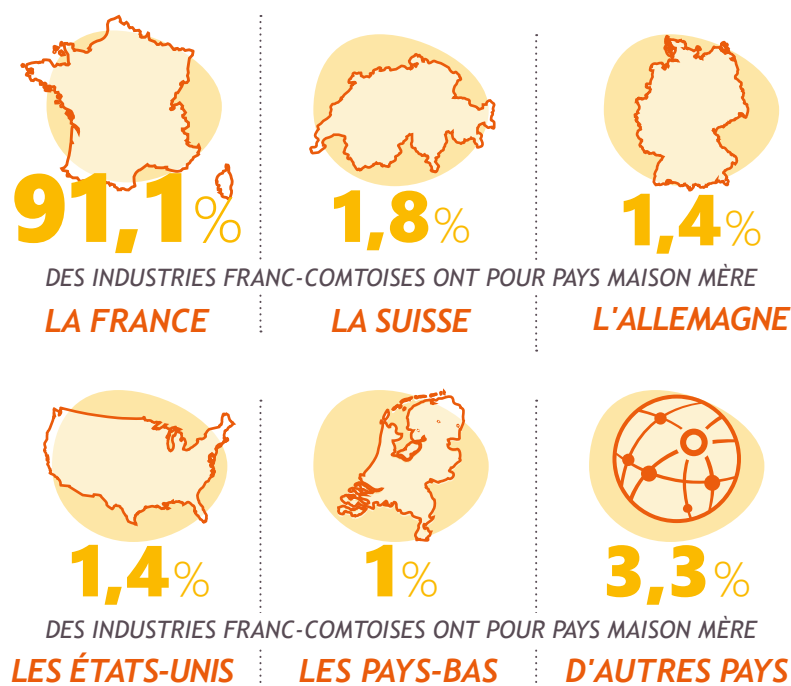 91,1%
1,8%
1,4%
DES INDUSTRIES FRANC-COMTOISES ONT POUR PAYS MAISON MÈRE
LA FRANCE
LA SUISSE
L'ALLEMAGNE
1,4%
1%
3,3%
DES INDUSTRIES FRANC-COMTOISES ONT POUR PAYS MAISON MÈRE
LES ÉTATS-UNIS
LES PAYS-BAS
D'AUTRES PAYS